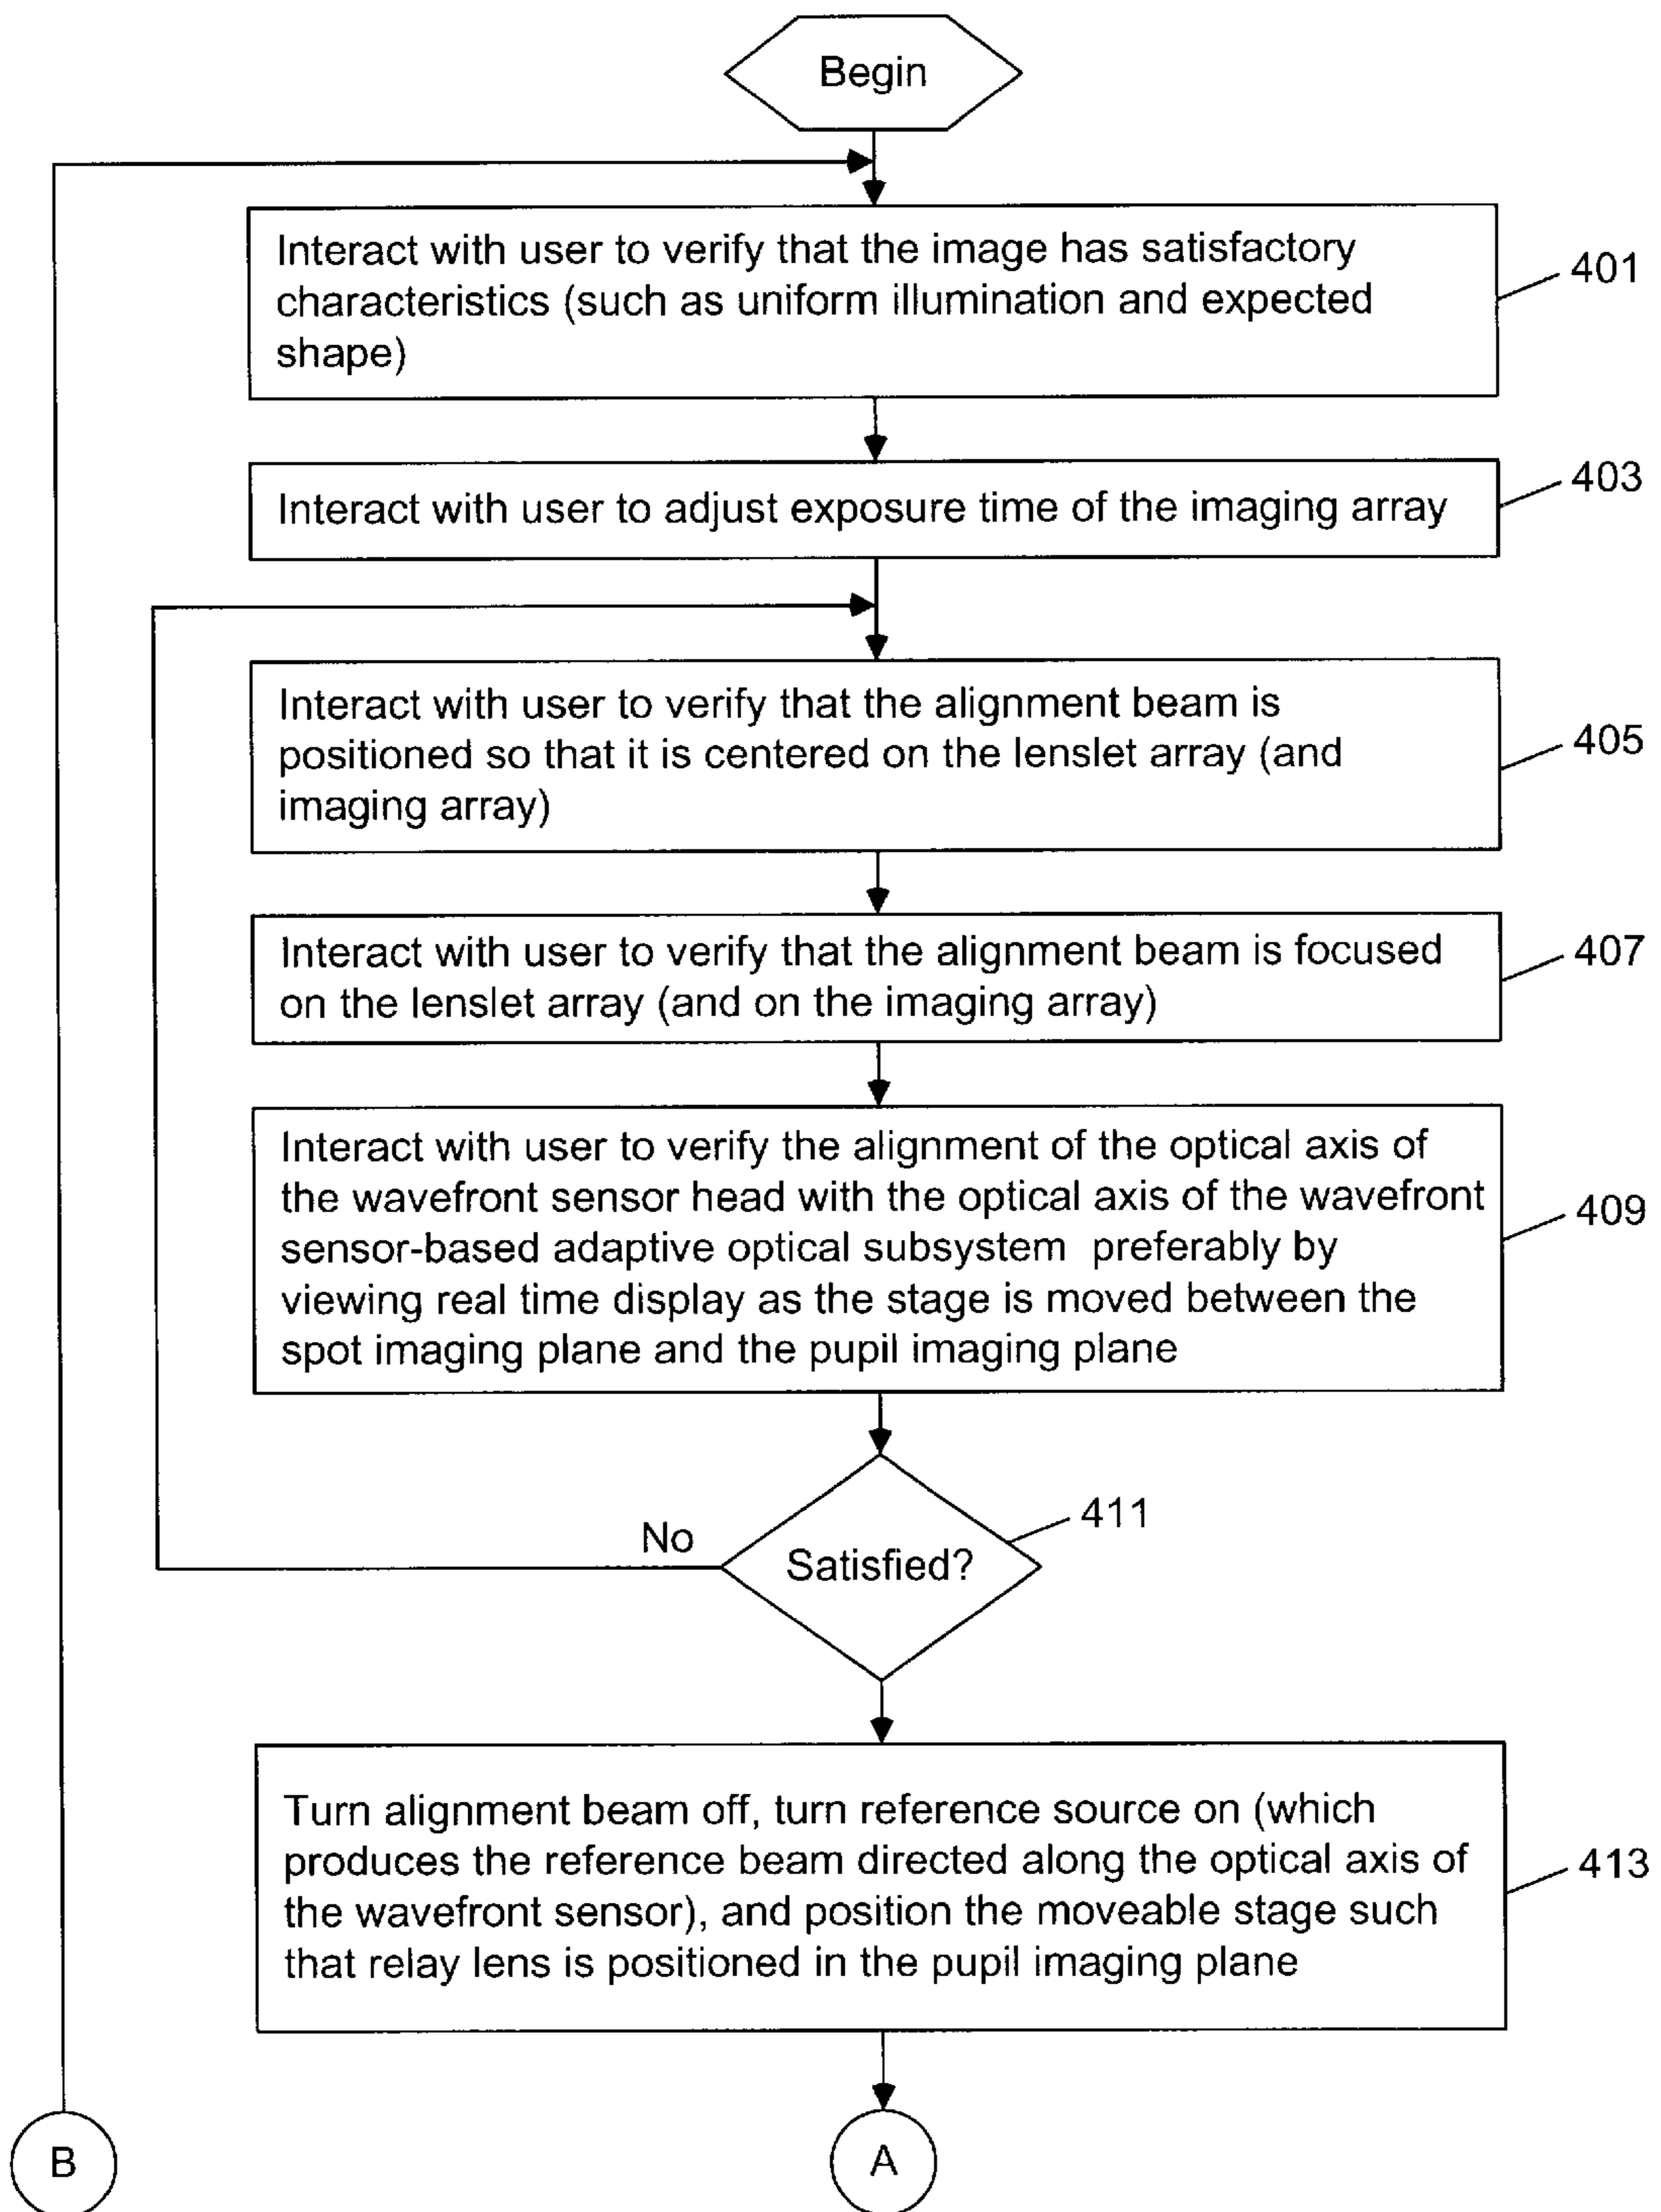 Begin
Interact with user to verify that the image has satisfactory
characteristics (such as uniform illumination and expected
shape)
401
Interact with user to adjust exposure time of the imaging array
403
Interact with user to verify that the alignment beam is
positioned so that it is centered on the lenslet array (and
imaging array)
405
Interact with user to verify that the alignment beam is focused
on the lenslet array (and on the imaging array)
407
Interact with user to verify the alignment of the optical axis of
the wavefront sensor head with the optical axis of the wavefront
sensor-based adaptive optical subsystem preferably by
viewing real time display as the stage is moved between the
spot imaging plane and the pupil imaging plane
409
No
Satisfied?
411
Turn alignment beam off, turn reference source on (which
produces the reference beam directed along the optical axis of
the wavefront sensor), and position the moveable stage such
that relay lens is positioned in the pupil imaging plane
413
B
A